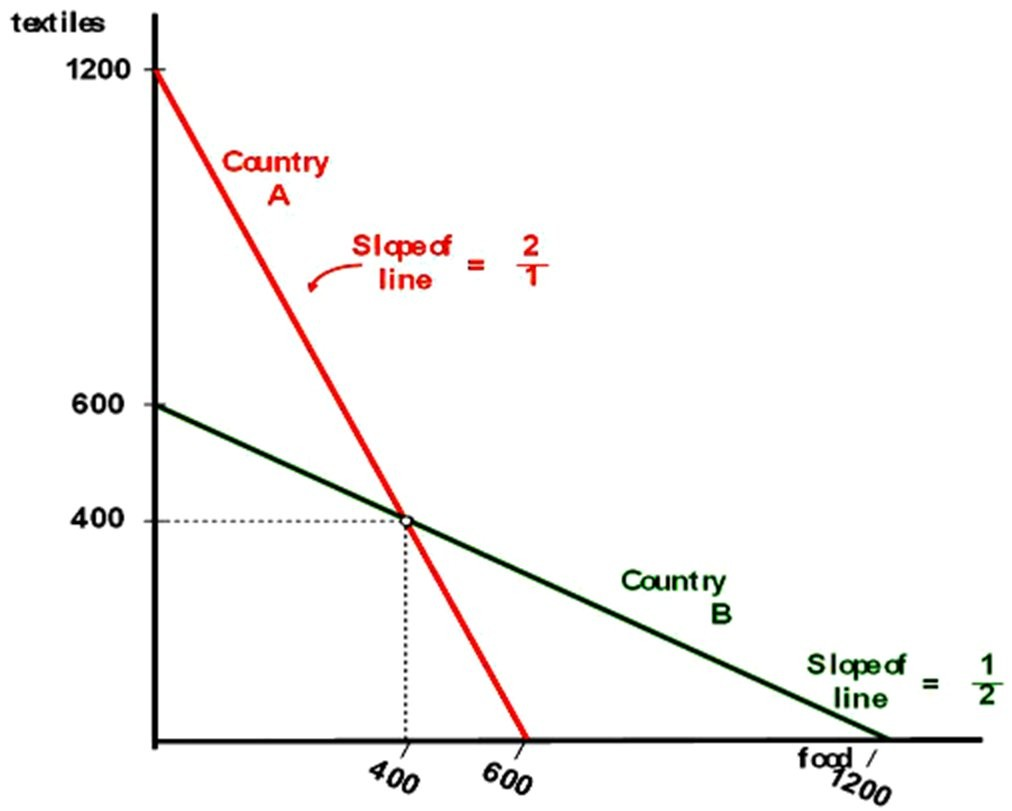 textiles
1200
Country
A
Slope of
line = 2/1
600
400
Country
B
Slope of
line = 1/2
400
600
food
1200